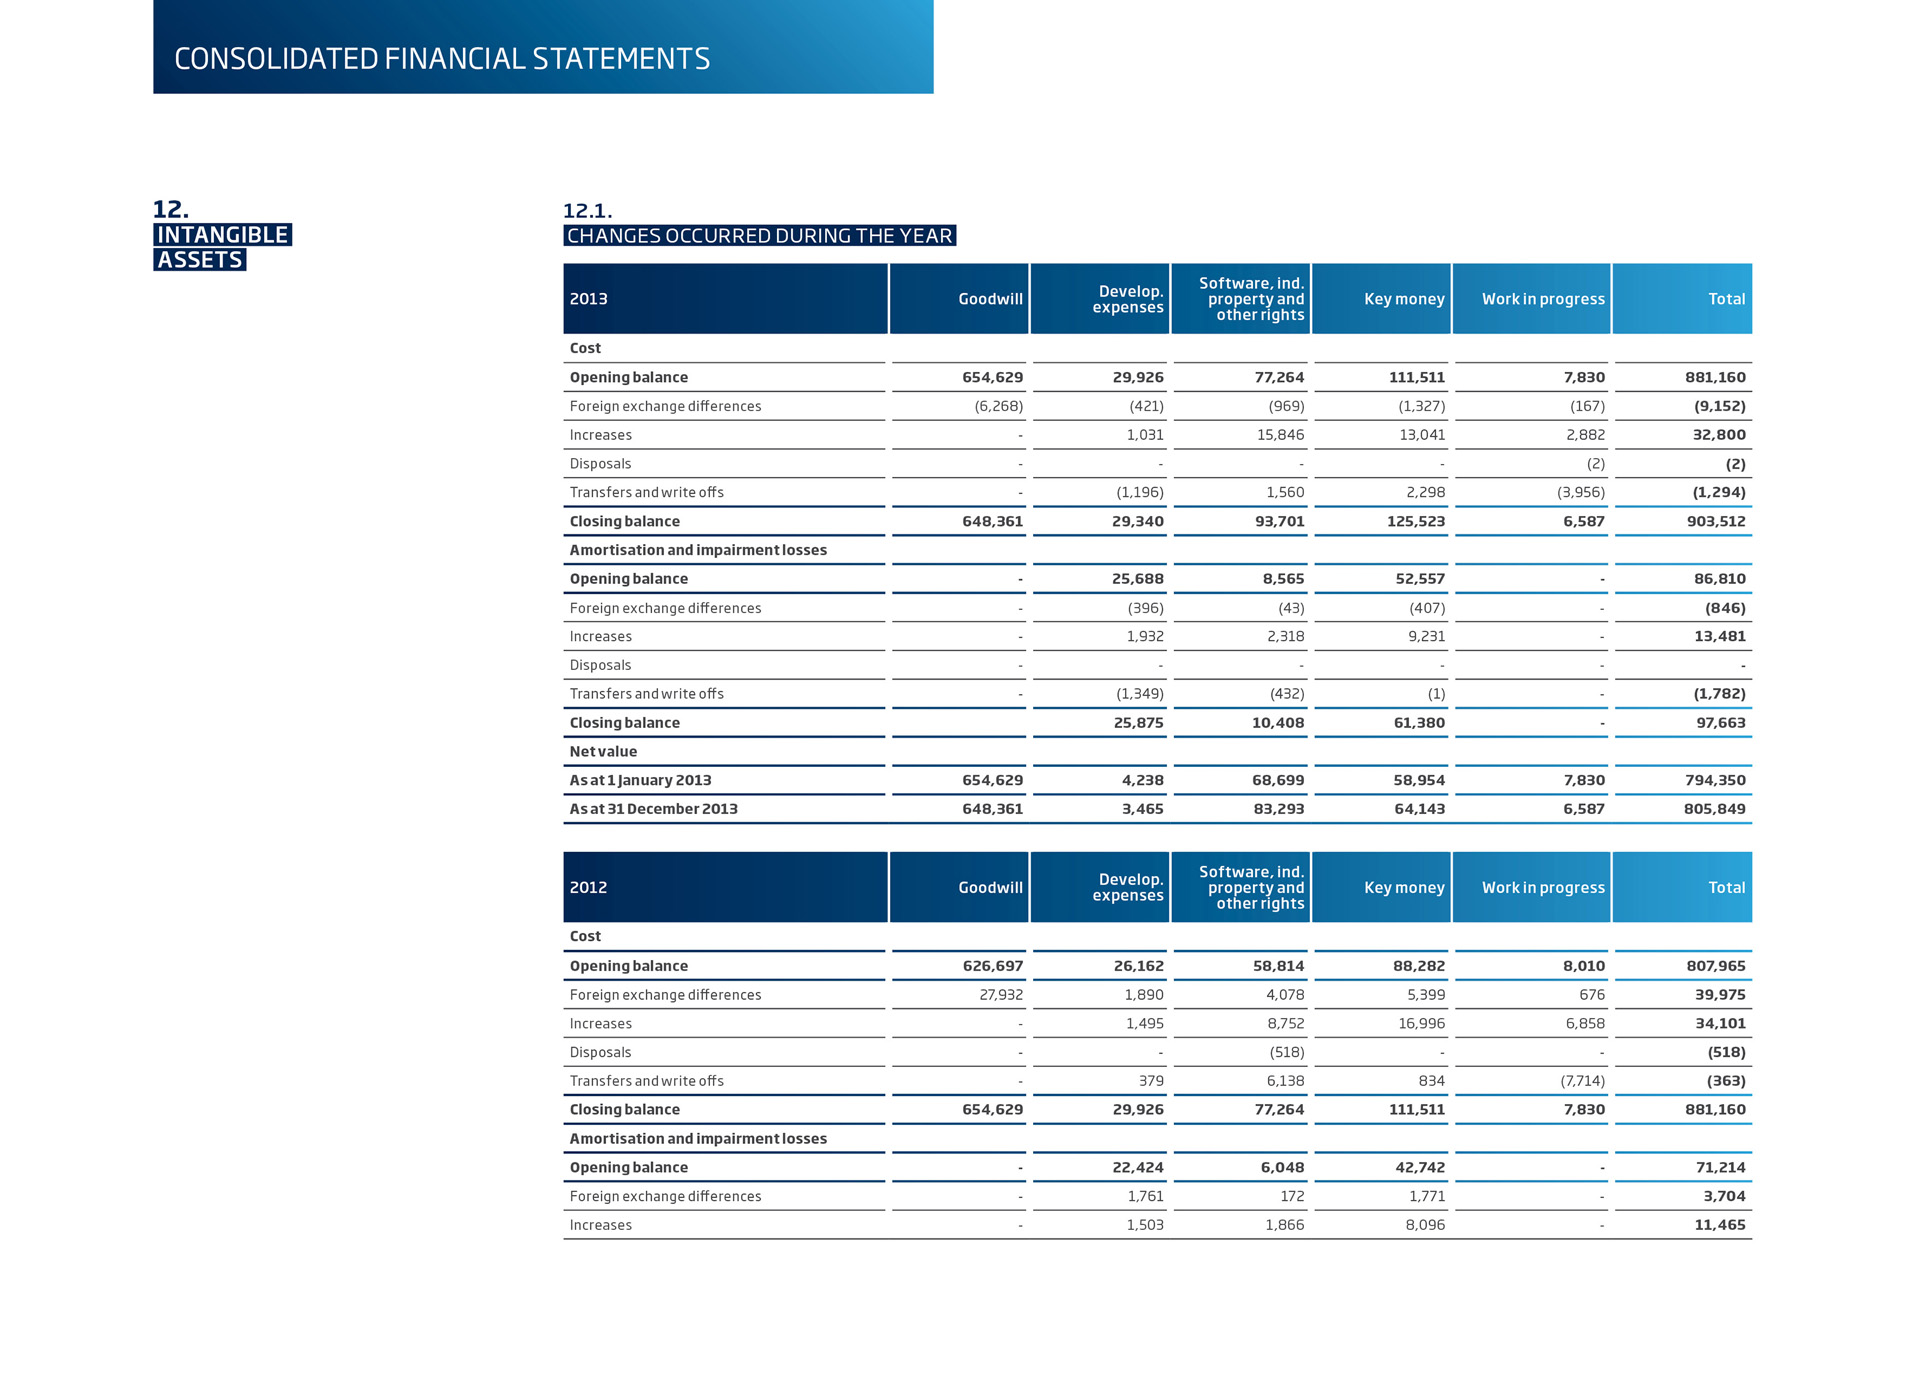 CONSOLIDATED FINANCIAL STATEMENTS
12.
INTANGIBLE
ASSETS
12.1.
CHANGES OCCURRED DURING THE YEAR
2013 Goodwill Develop. expenses Software, ind. property and other rights Key money Work in progress Total
Cost
Opening balance 654,629 29,926 77,264 111,511 7,830 881,160
Foreign exchange differences (6,268) (421) (969) (1,327) (167) (9,152)
Increases - 1,031 15,846 13,041 2,882 32,800
Disposals - - - - (2) (2)
Transfers and write offs - (1,196) 1,560 2,298 (3,956) (1,294)
Closing balance 648,361 29,340 93,701 125,523 6,587 903,512
Amortisation and impairment losses
Opening balance - 25,688 8,565 52,557 - 86,810
Foreign exchange differences - (396) (43) (407) - (846)
Increases - 1,932 2,318 9,231 - 13,481
Disposals - - - - - -
Transfers and write offs - (1,349) (432) (1) - (1,782)
Closing balance 25,875 10,408 61,380 - 97,663
Net value
As at 1 January 2013 654,629 4,238 68,699 58,954 7,830 794,350
As at 31 December 2013 648,361 3,465 83,293 64,143 6,587 805,849
2012 Goodwill Develop. expenses Software, ind. property and other rights Key money Work in progress Total
Cost
Opening balance 626,697 26,162 58,814 88,282 8,010 807,965
Foreign exchange differences 27,932 1,890 4,078 5,399 676 39,975
Increases - 1,495 8,752 16,996 6,858 34,101
Disposals - - (518) - - (518)
Transfers and write offs - 379 6,138 834 (7,714) (363)
Closing balance 654,629 29,926 77,264 111,511 7,830 881,160
Amortisation and impairment losses
Opening balance - 22,424 6,048 42,742 - 71,214
Foreign exchange differences - 1,761 172 1,771 - 3,704
Increases - 1,503 1,866 8,096 - 11,465